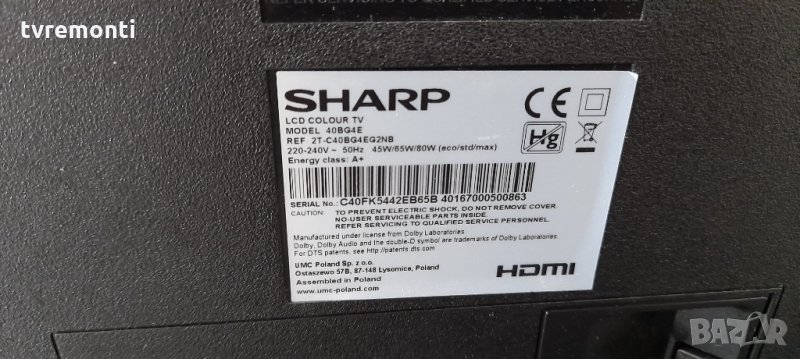 tvremonti
SHARP
LCD COLOUR TV
MODEL 40BG4E
REF 2T-C40BG4EG2NB
220-240V ~ 50Hz 45W/65W/80W (eco/std/max)
Energy class: A+
CE
Hg
SERIAL No.: C40FK5442EB65B 40167000500863
CAUTION: TO PREVENT ELECTRIC SHOCK, DO NOT REMOVE COVER.
NO-USER SERVICEABLE PARTS INSIDE.
REFER SERVICING TO QUALIFIED SERVICE PERSONNEL.
Manufactured under license from Dolby Laboratories.
Dolby, Dolby Audio and the double-D symbol are trademarks of Dolby Laboratories.
For DTS patents, see http://patents.dts.com.
UMC Poland Sp. z o.o.
Ostaszewo 57B, 87-148 Lysomice, Poland
Assembled in Poland
www.umc-poland.com
HDMI
BAZAR
.bg